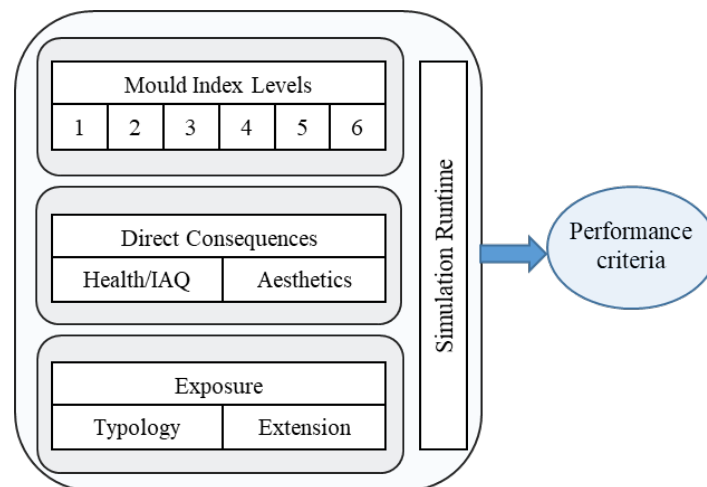 Mould Index Levels
1 2 3 4 5 6
Direct Consequences
Health/IAQ Aesthetics
Exposure
Typology Extension
Simulation Runtime
Performance
criteria